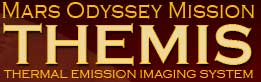 MARS ODYSSEY MISSION
THEMIS
THERMAL EMISSION IMAGING SYSTEM